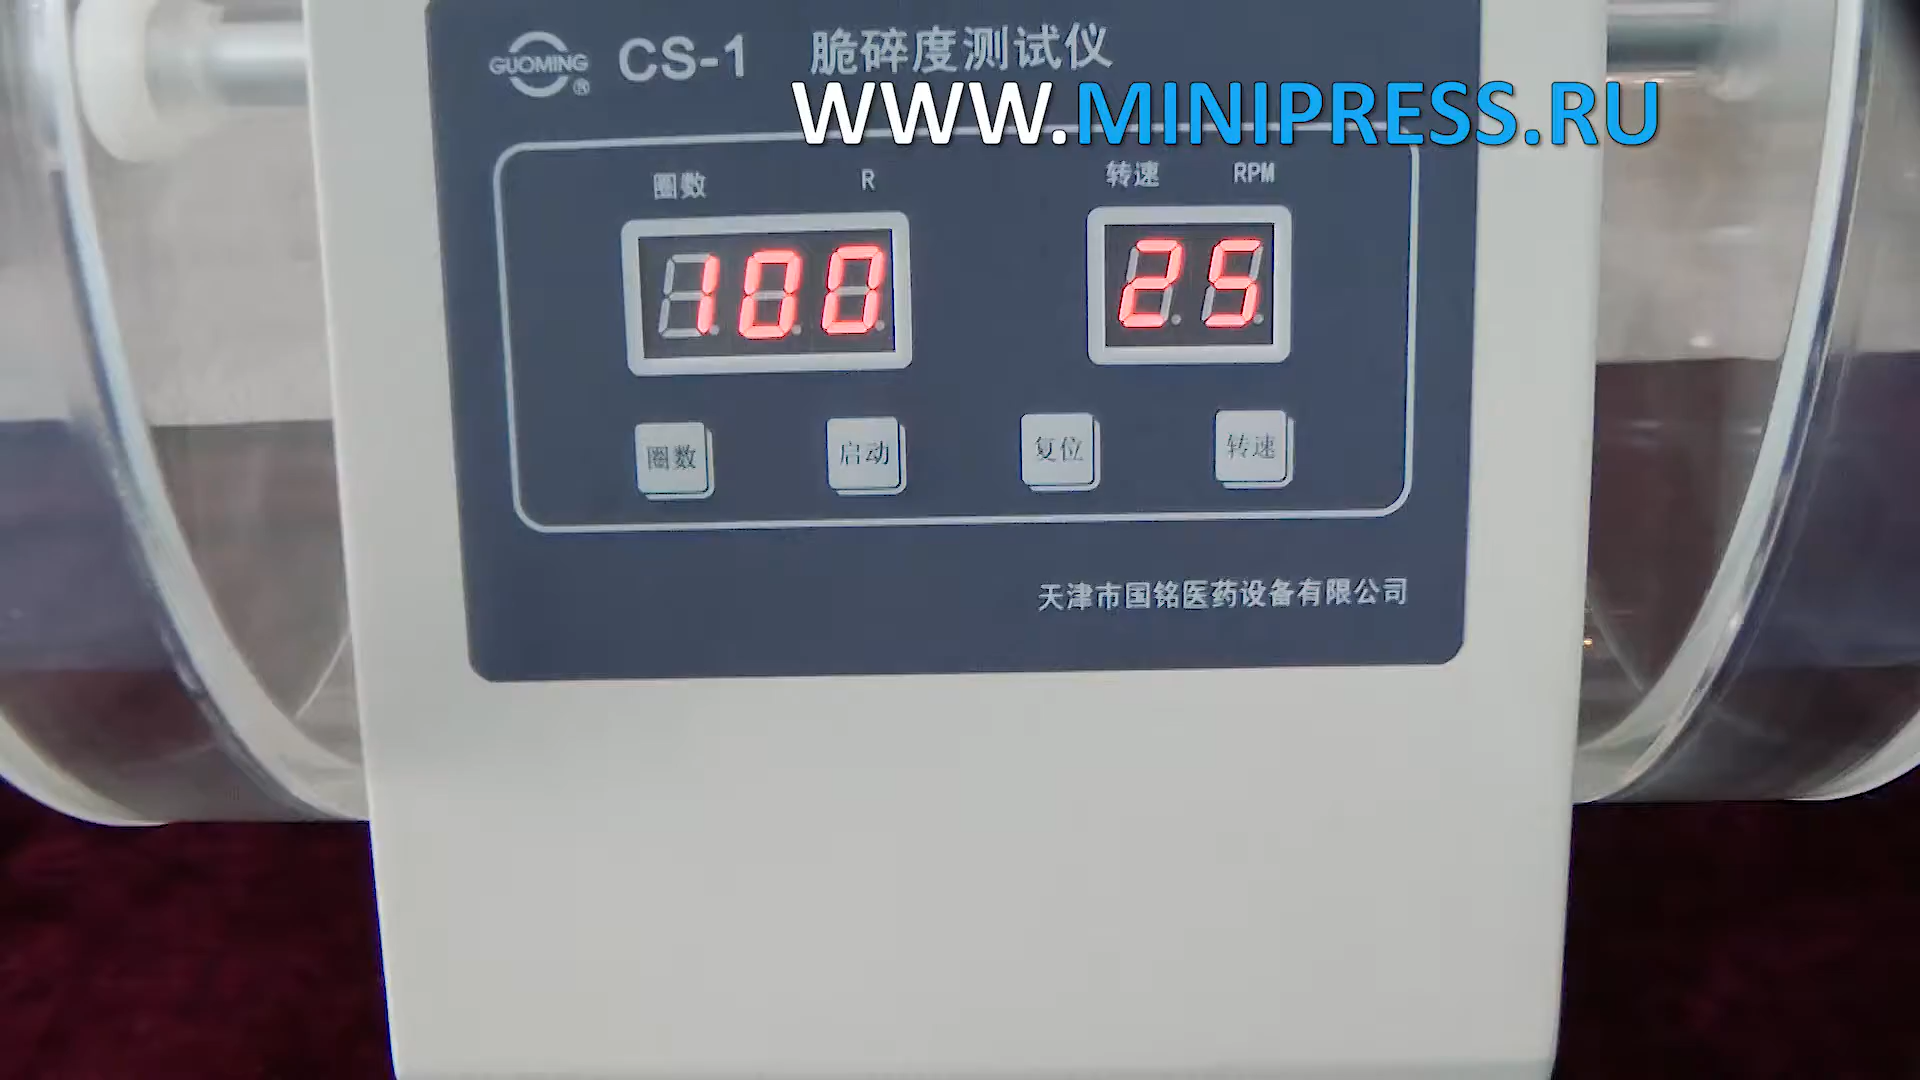 GUOMING ® CS-1 脆碎度测试仪
WWW.MINIPRESS.RU
圈数 R 转速 RPM
100 25
圈数 启动 复位 转速
天津市国铭医药设备有限公司